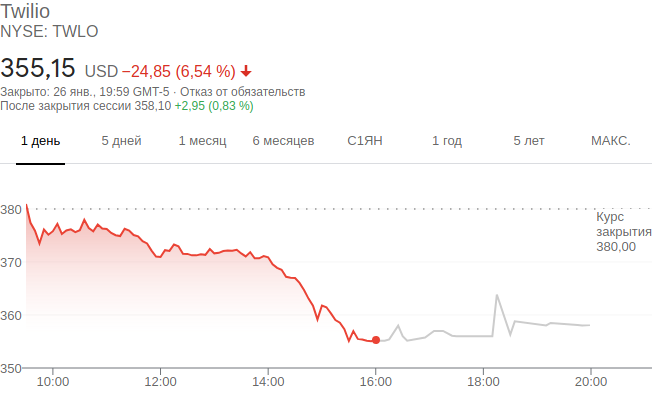 Twilio
NYSE: TWLO
355,15 USD −24,85 (6,54 %)
Закрыто: 26 янв., 19:59 GMT-5 · Отказ от обязательств
После закрытия сессии 358,10 +2,95 (0,83 %)
1 день 5 дней 1 месяц 6 месяцев С1ЯН 1 год 5 лет МАКС.
380
Курс
закрытия
380,00
370
360
350
10:00 12:00 14:00 16:00 18:00 20:00